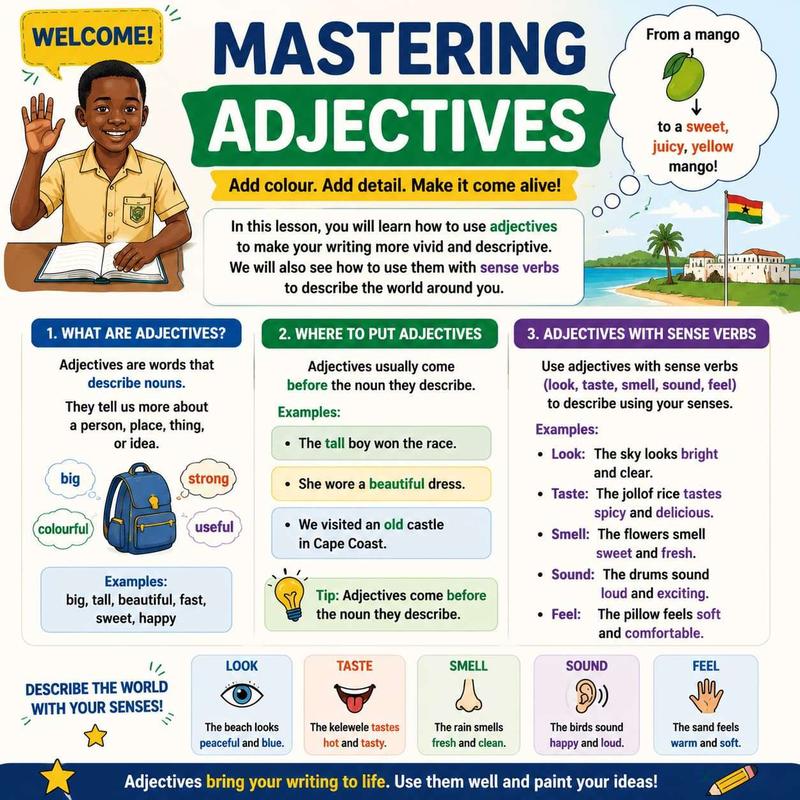 WELCOME!
MASTERING
ADJECTIVES
Add colour. Add detail. Make it come alive!
In this lesson, you will learn how to use adjectives
to make your writing more vivid and descriptive.
We will also see how to use them with sense verbs
to describe the world around you.
From a mango
to a sweet,
juicy, yellow
mango!
1. WHAT ARE ADJECTIVES?
Adjectives are words that
describe nouns.
They tell us more about
a person, place, thing,
or idea.
big
strong
colourful
useful
Examples:
big, tall, beautiful, fast,
sweet, happy
2. WHERE TO PUT ADJECTIVES
Adjectives usually come
before the noun they describe.
Examples:
• The tall boy won the race.
• She wore a beautiful dress.
• We visited an old castle
in Cape Coast.
Tip: Adjectives come before
the noun they describe.
3. ADJECTIVES WITH SENSE VERBS
Use adjectives with sense verbs
(look, taste, smell, sound, feel)
to describe using your senses.
Examples:
• Look: The sky looks bright
and clear.
• Taste: The jollof rice tastes
spicy and delicious.
• Smell: The flowers smell
sweet and fresh.
• Sound: The drums sound
loud and exciting.
• Feel: The pillow feels soft
and comfortable.
DESCRIBE THE WORLD
WITH YOUR SENSES!
LOOK
The beach looks
peaceful and blue.
TASTE
The kelewele tastes
hot and tasty.
SMELL
The rain smells
fresh and clean.
SOUND
The birds sound
happy and loud.
FEEL
The sand feels
warm and soft.
Adjectives bring your writing to life. Use them well and paint your ideas!